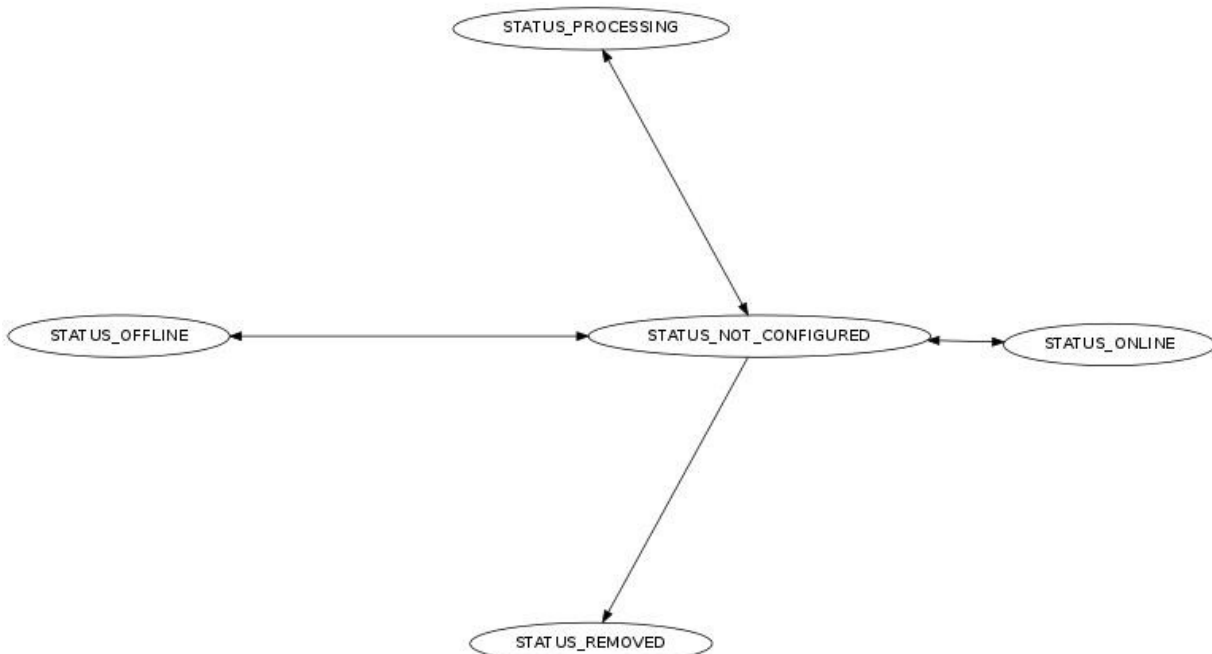 STATUS_PROCESSING
STATUS_OFFLINE
STATUS_NOT_CONFIGURED
STATUS_ONLINE
STATUS_REMOVED